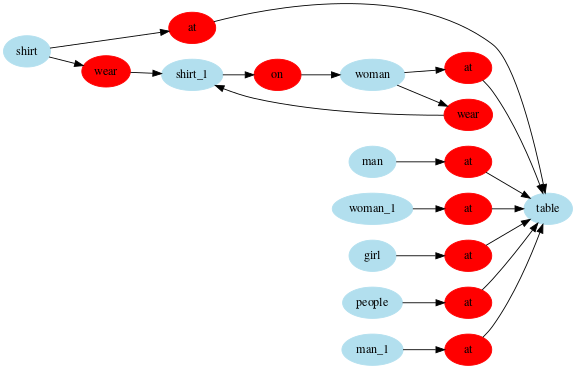 shirt
at
wear
shirt_1
on
woman
at
wear
man
at
woman_1
at
table
girl
at
people
at
man_1
at